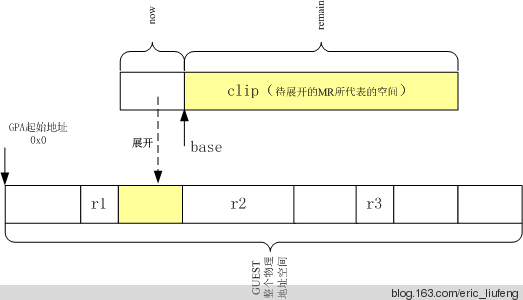 now
remain
clip（待展开的MR所代表的空间）
GPA起始地址
0x0
展开
base
r1
r2
r3
GUEST
整个物理
地址空间
blog.163.com/eric_liufeng